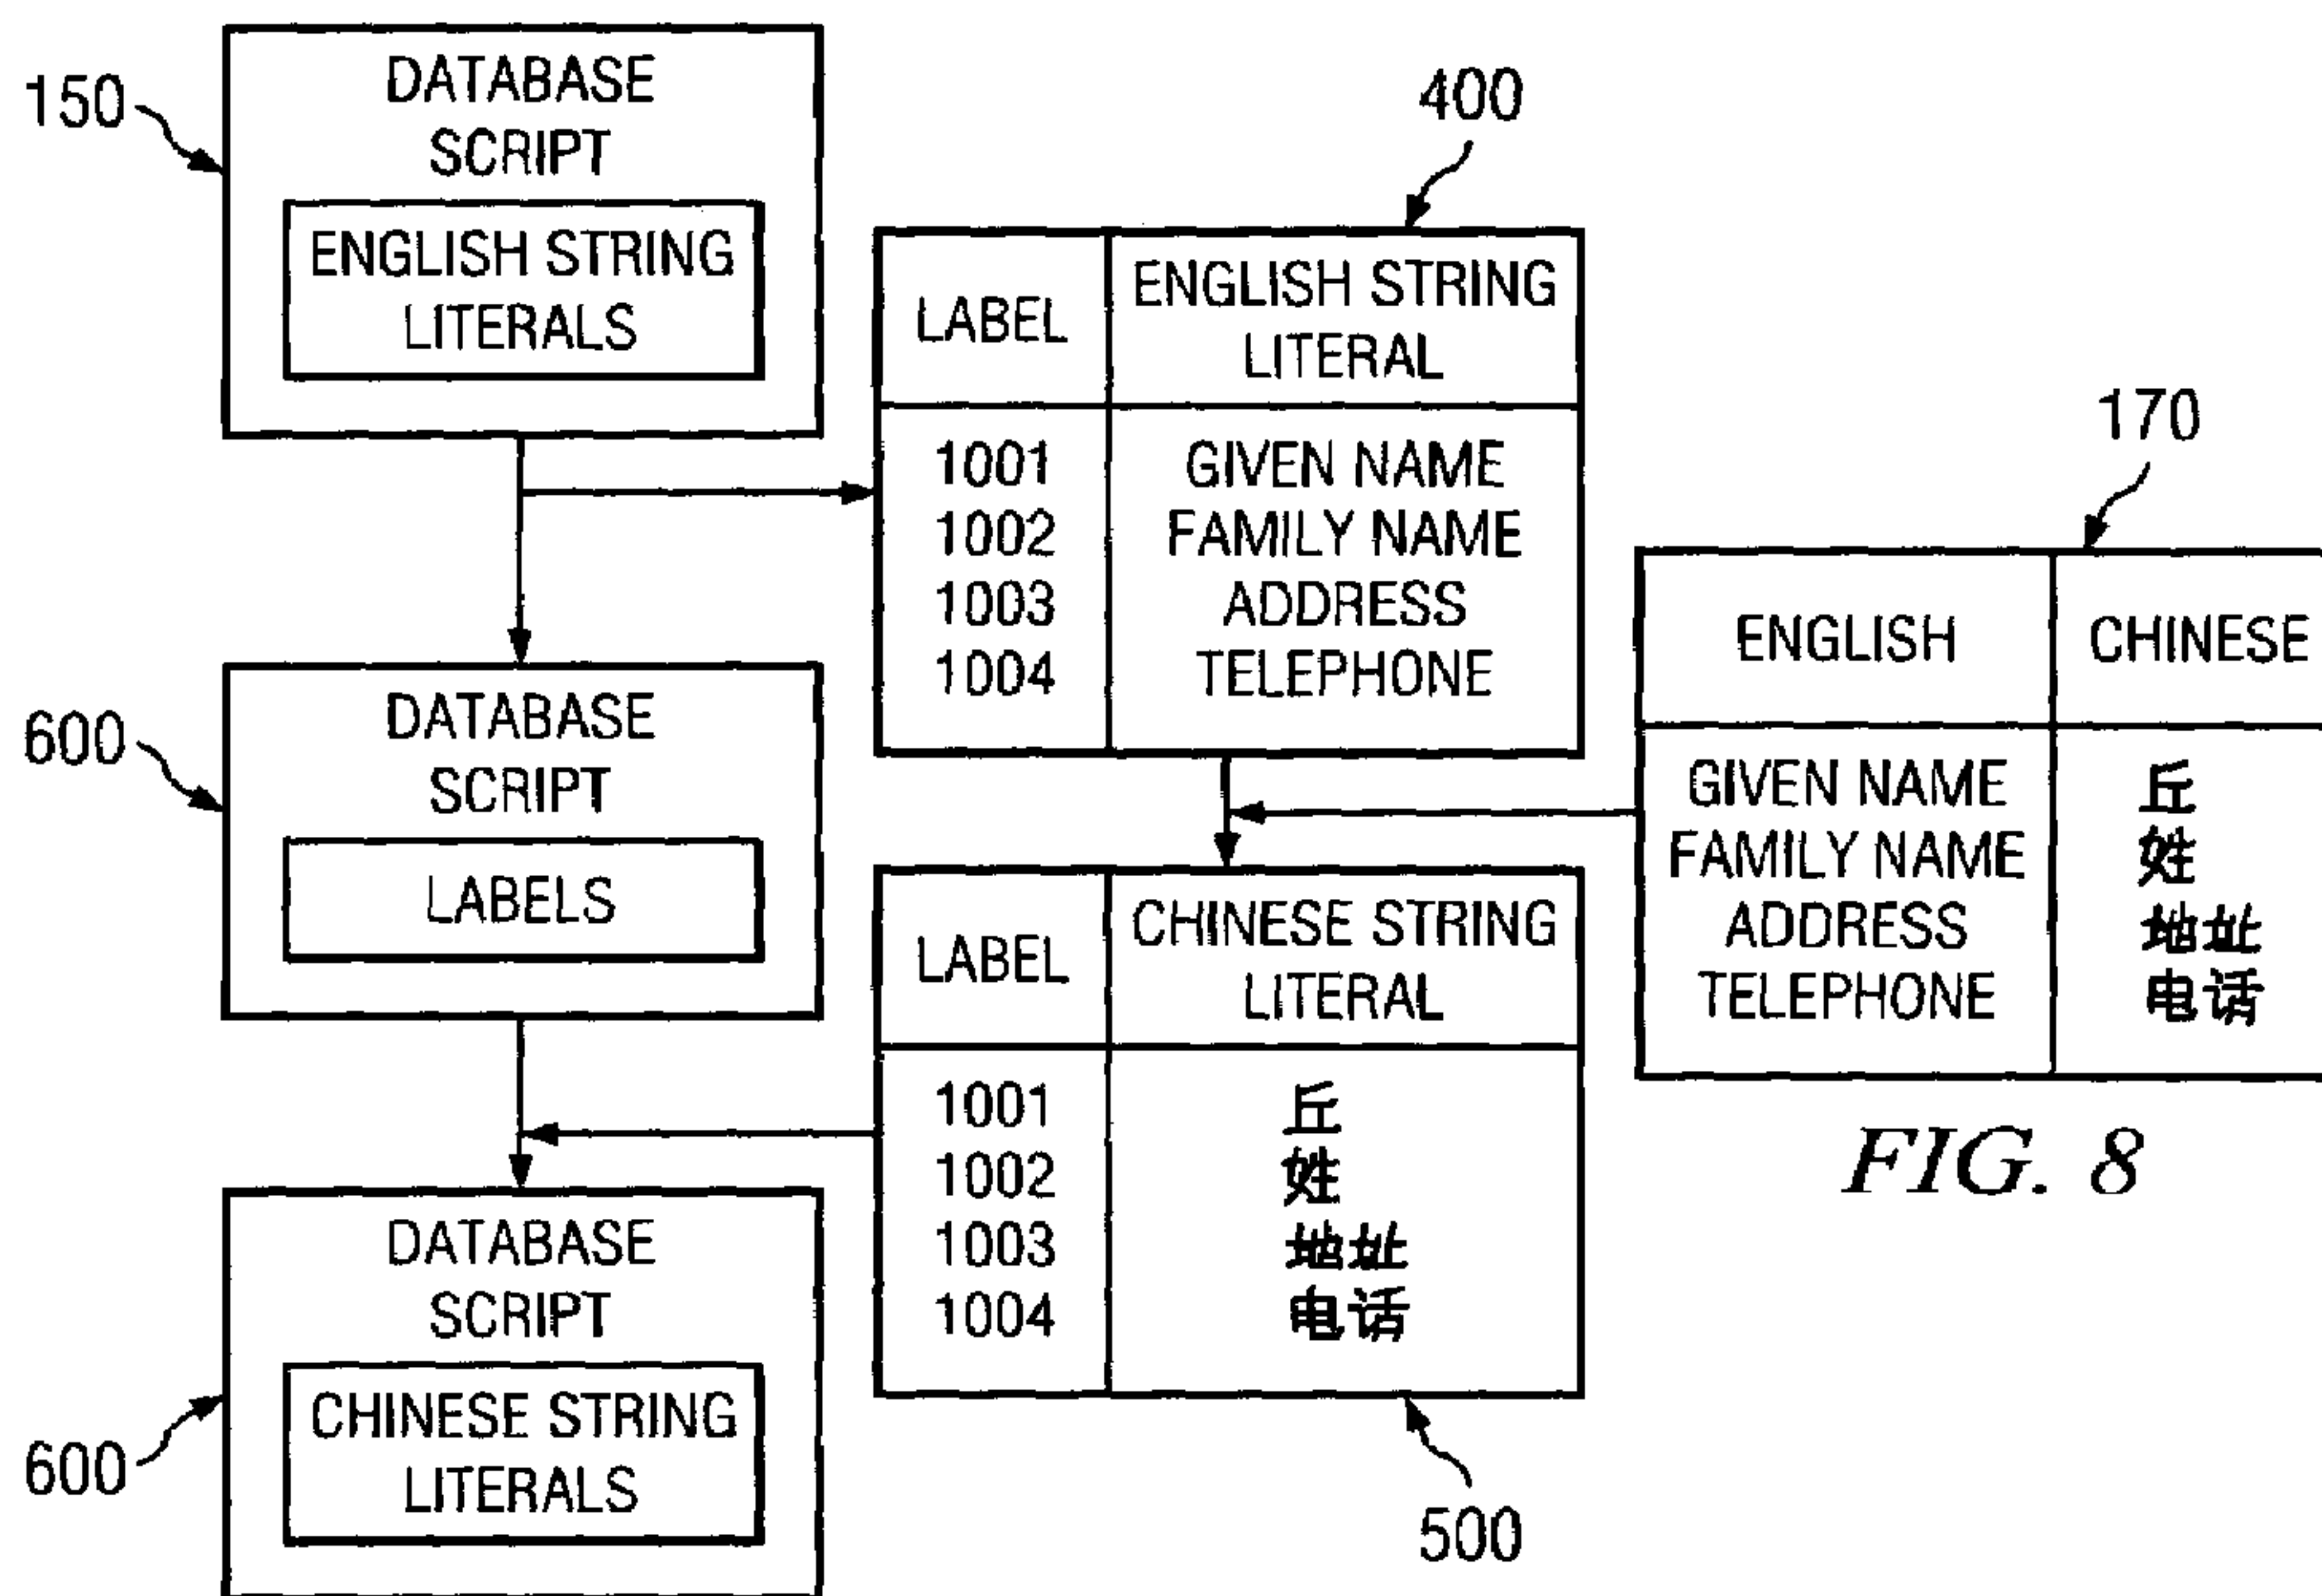 150
DATABASE
SCRIPT
ENGLISH STRING
LITERALS
400
LABEL
ENGLISH STRING
LITERAL
1001 GIVEN NAME
1002 FAMILY NAME
1003 ADDRESS
1004 TELEPHONE
170
ENGLISH CHINESE
GIVEN NAME 丘
FAMILY NAME 姓
ADDRESS 地址
TELEPHONE 电话
600
DATABASE
SCRIPT
LABELS
LABEL
CHINESE STRING
LITERAL
1001 丘
1002 姓
1003 地址
1004 电话
500
600
DATABASE
SCRIPT
CHINESE STRING
LITERALS
FIG. 8